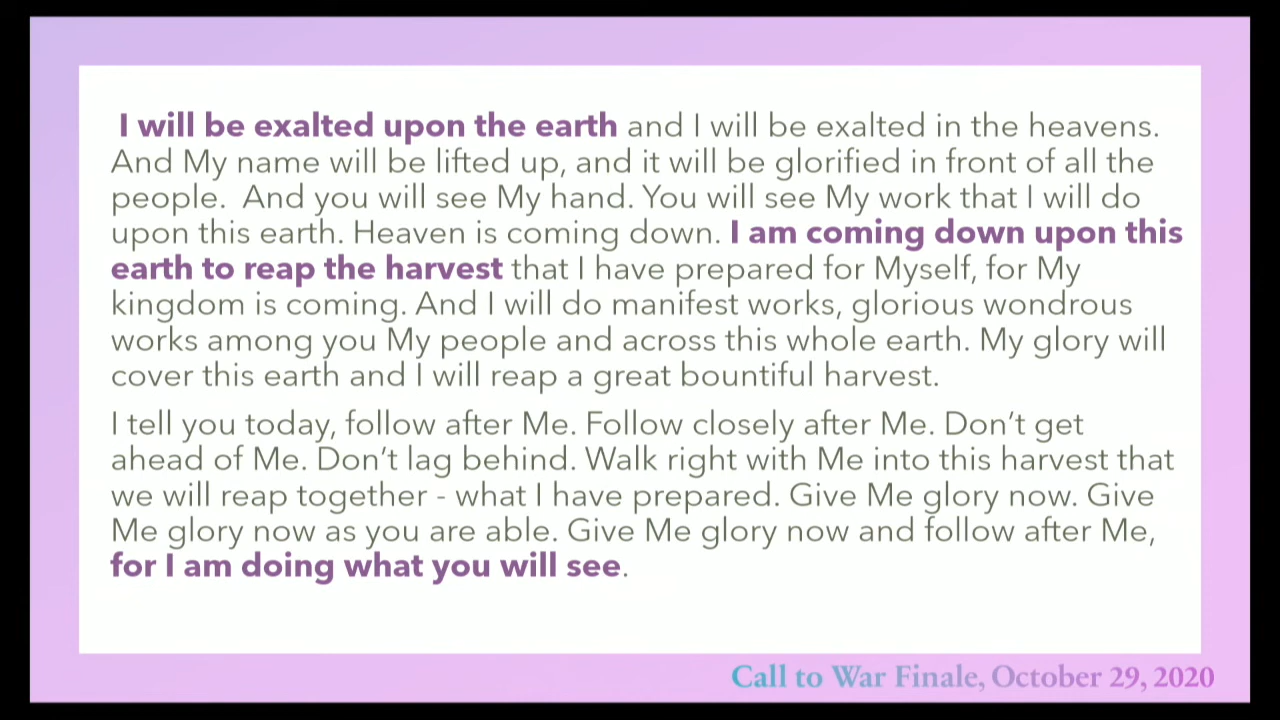 I will be exalted upon the earth and I will be exalted in the heavens.
And My name will be lifted up, and it will be glorified in front of all the
people.  And you will see My hand. You will see My work that I will do
upon this earth. Heaven is coming down. I am coming down upon this
earth to reap the harvest that I have prepared for Myself, for My
kingdom is coming. And I will do manifest works, glorious wondrous
works among you My people and across this whole earth. My glory will
cover this earth and I will reap a great bountiful harvest.
I tell you today, follow after Me. Follow closely after Me. Don’t get
ahead of Me. Don’t lag behind. Walk right with Me into this harvest that
we will reap together - what I have prepared. Give Me glory now. Give
Me glory now as you are able. Give Me glory now and follow after Me,
for I am doing what you will see.
Call to War Finale, October 29, 2020